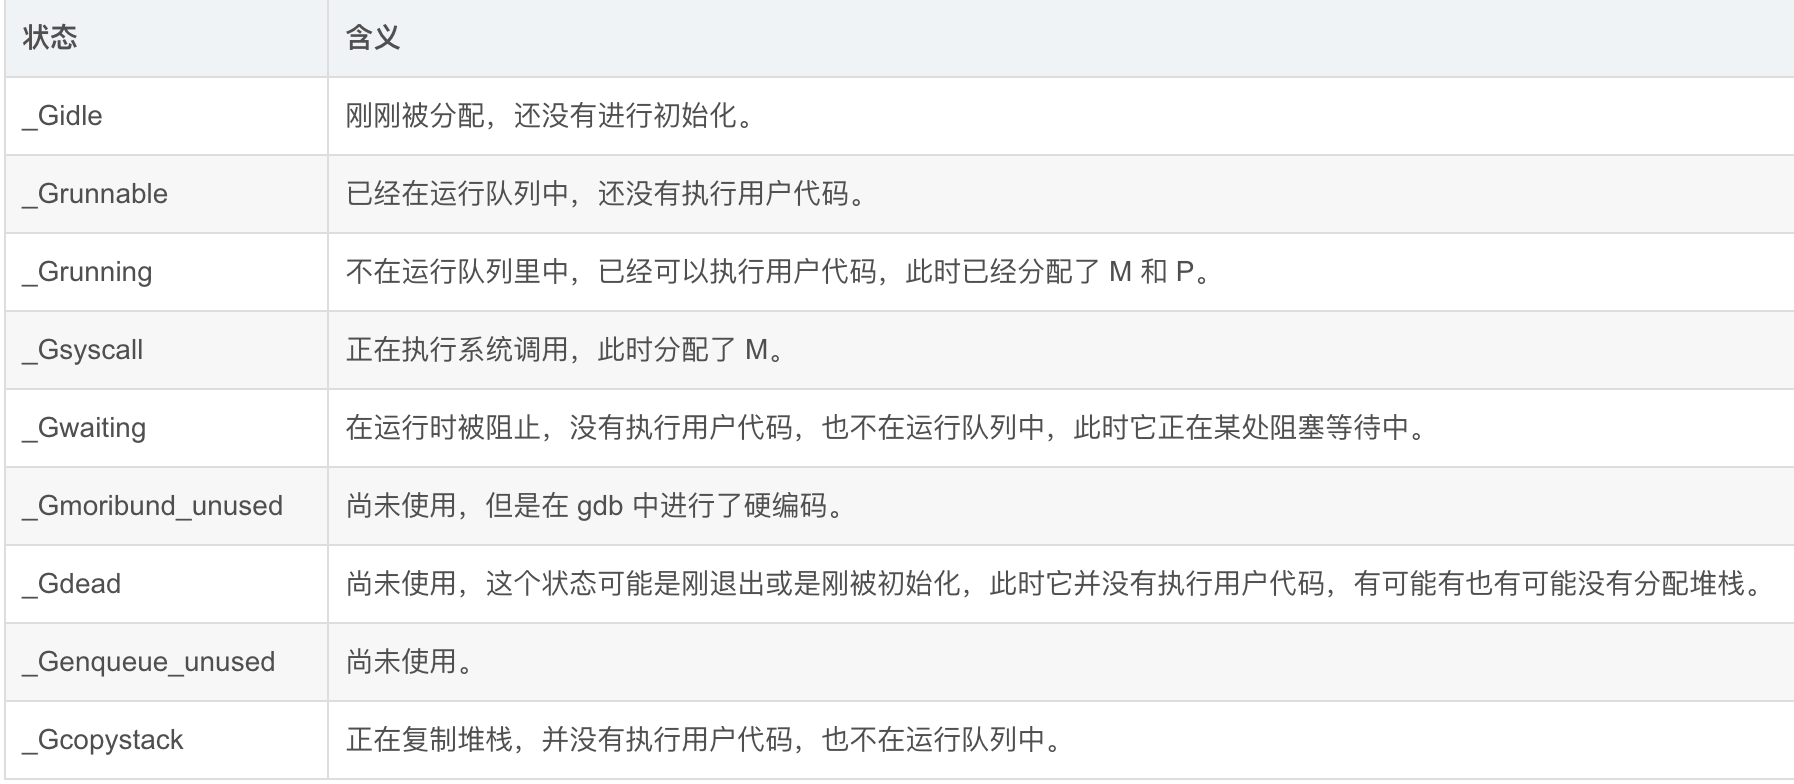 状态 含义
_Gidle 刚刚被分配，还没有进行初始化。
_Grunnable 已经在运行队列中，还没有执行用户代码。
_Grunning 不在运行队列里中，已经可以执行用户代码，此时已经分配了 M 和 P。
_Gsyscall 正在执行系统调用，此时分配了 M。
_Gwaiting 在运行时被阻止，没有执行用户代码，也不在运行队列中，此时它正在某处阻塞等待中。
_Gmoribund_unused 尚未使用，但是在 gdb 中进行了硬编码。
_Gdead 尚未使用，这个状态可能是刚退出或是刚被初始化，此时它并没有执行用户代码，有可能有也有可能没有分配堆栈。
_Genqueue_unused 尚未使用。
_Gcopystack 正在复制堆栈，并没有执行用户代码，也不在运行队列中。